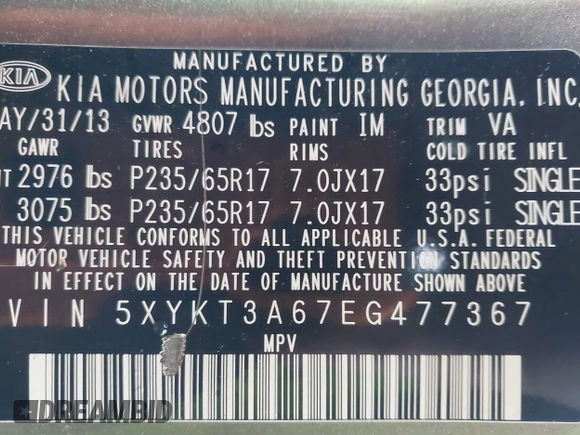 MANUFACTURED BY
KIA KIA MOTORS MANUFACTURING GEORGIA, INC.
AY/31/13 GVWR 4807 lbs PAINT IM TRIM VA
GAWR TIRES RIMS COLD TIRE INFL
T 2976 lbs P235/65R17 7.0JX17 33psi SINGLE
3075 lbs P235/65R17 7.0JX17 33psi SINGLE
THIS VEHICLE CONFORMS TO ALL APPLICABLE U.S.A. FEDERAL
MOTOR VEHICLE SAFETY AND THEFT PREVENTION STANDARDS
IN EFFECT ON THE DATE OF MANUFACTURE SHOWN ABOVE.
VIN 5XYKT3A67EG477367
MPV
DREAMBID